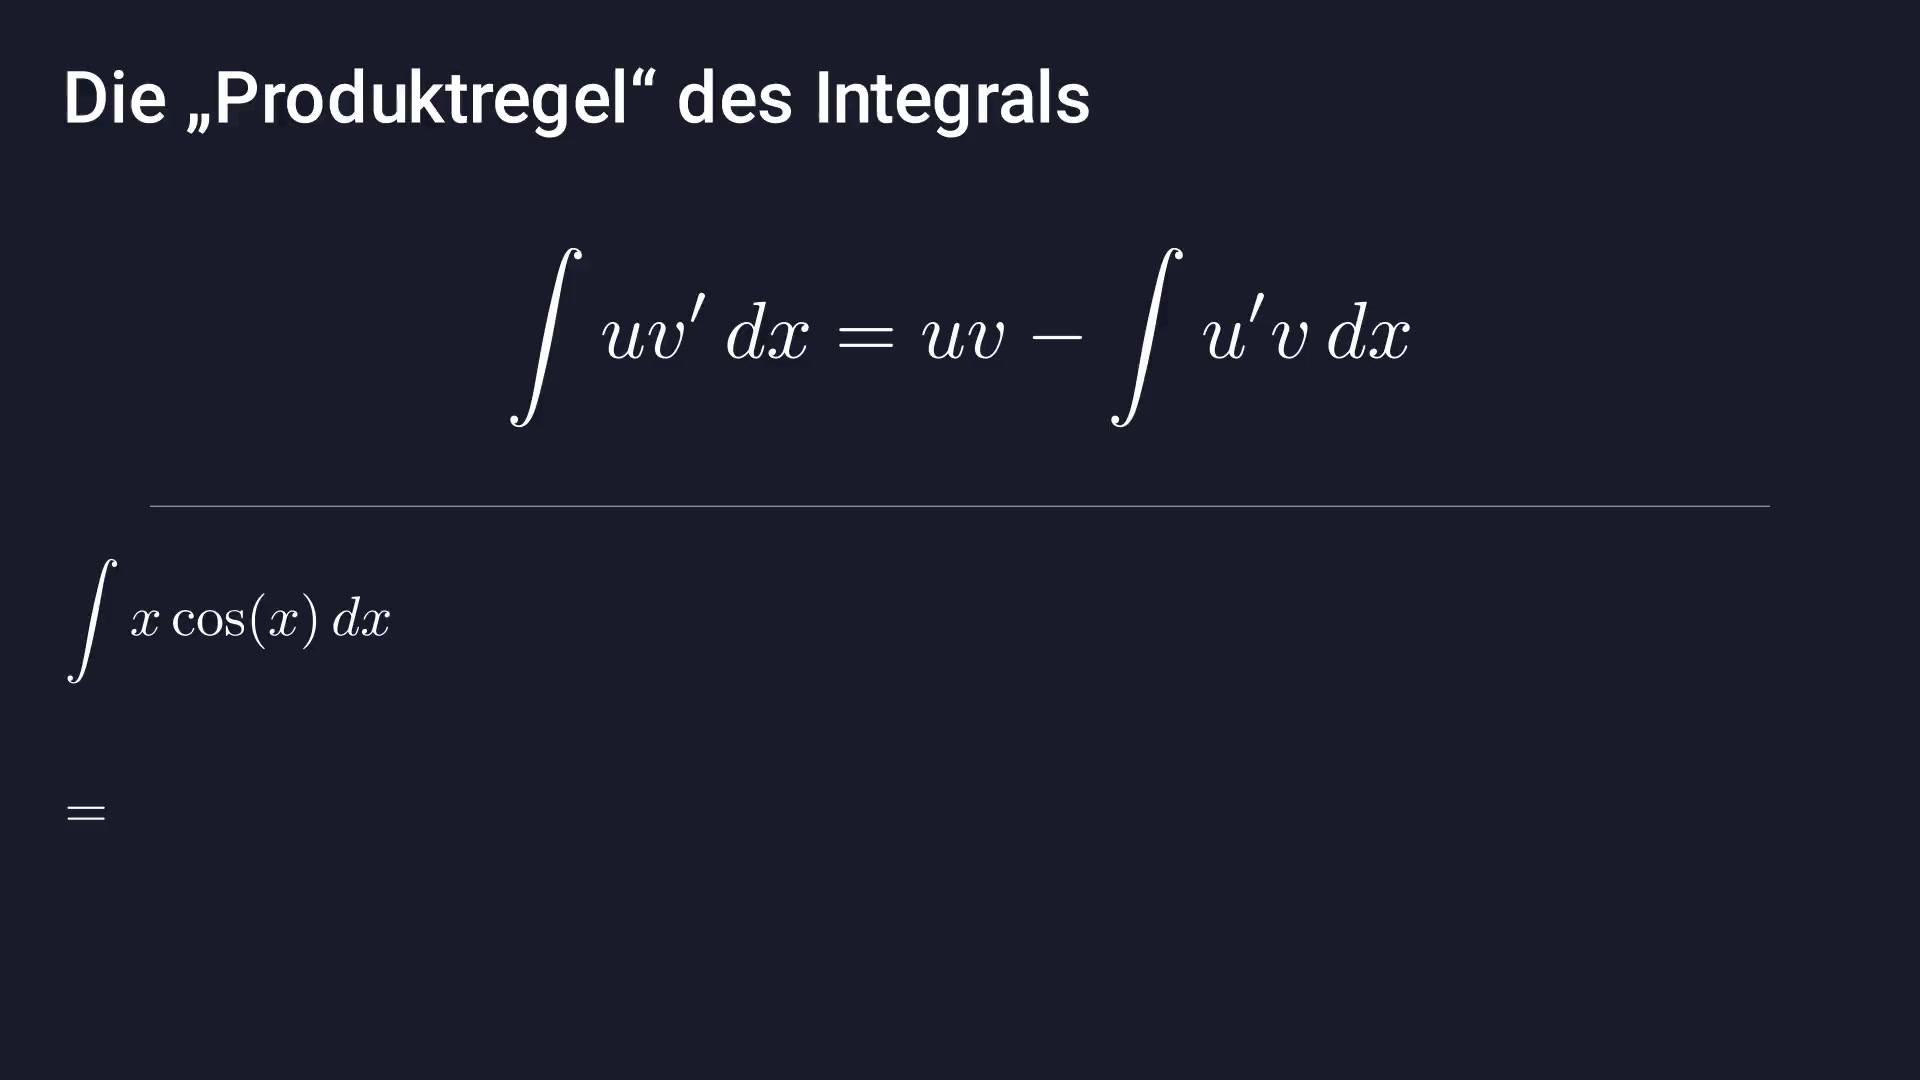 Die „Produktregel“ des Integrals
∫ uv′ dx = uv − ∫ u′v dx
∫ x cos(x) dx
=